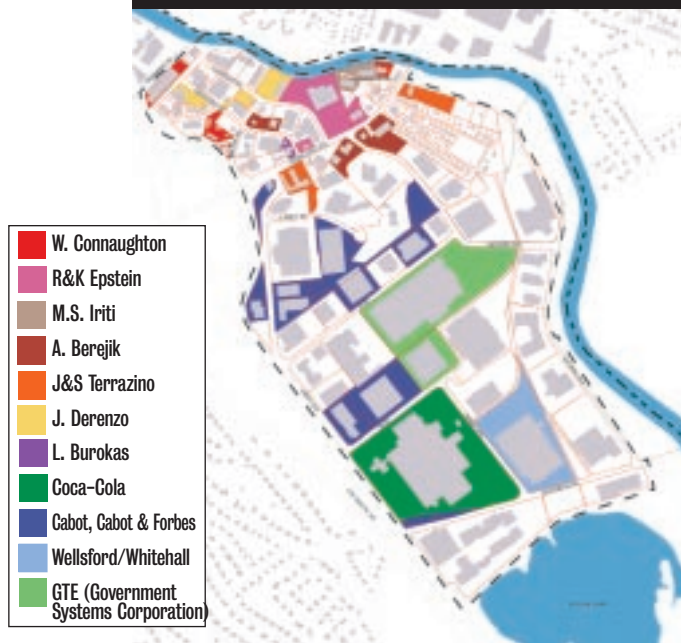 W. Connaughton
R&K Epstein
M.S. Iriti
A. Berejik
J&S Terrazino
J. Derenzo
L. Burokas
Coca-Cola
Cabot, Cabot & Forbes
Wellsford/Whitehall
GTE (Government
Systems Corporation)